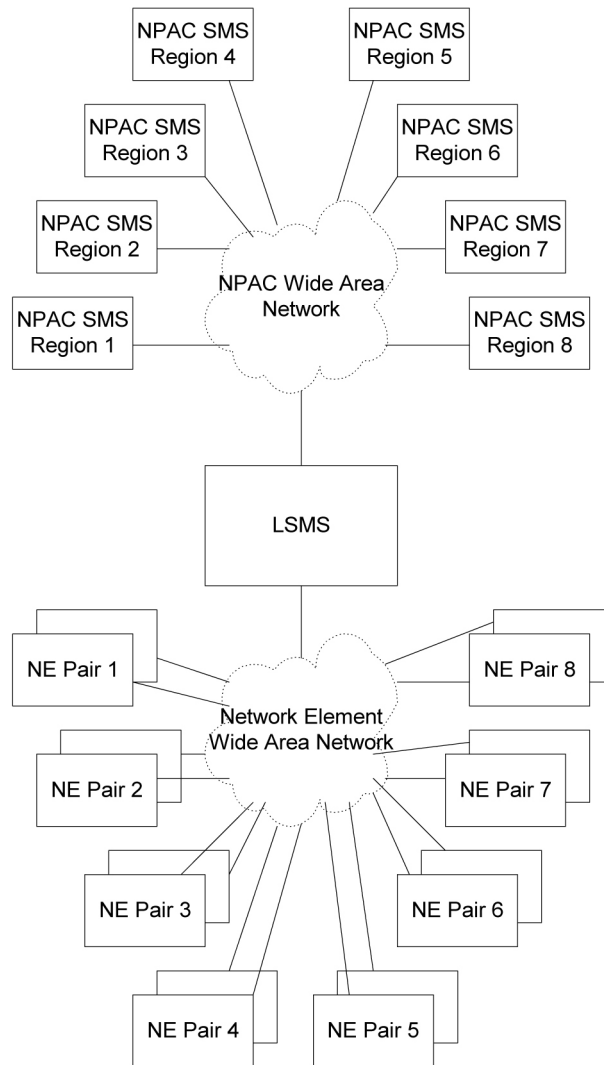 NPAC SMS
Region 4
NPAC SMS
Region 5
NPAC SMS
Region 3
NPAC SMS
Region 6
NPAC SMS
Region 2
NPAC SMS
Region 7
NPAC Wide Area
Network
NPAC SMS
Region 1
NPAC SMS
Region 8
LSMS
NE Pair 1
NE Pair 8
Network Element
Wide Area Network
NE Pair 2
NE Pair 7
NE Pair 3
NE Pair 6
NE Pair 4
NE Pair 5